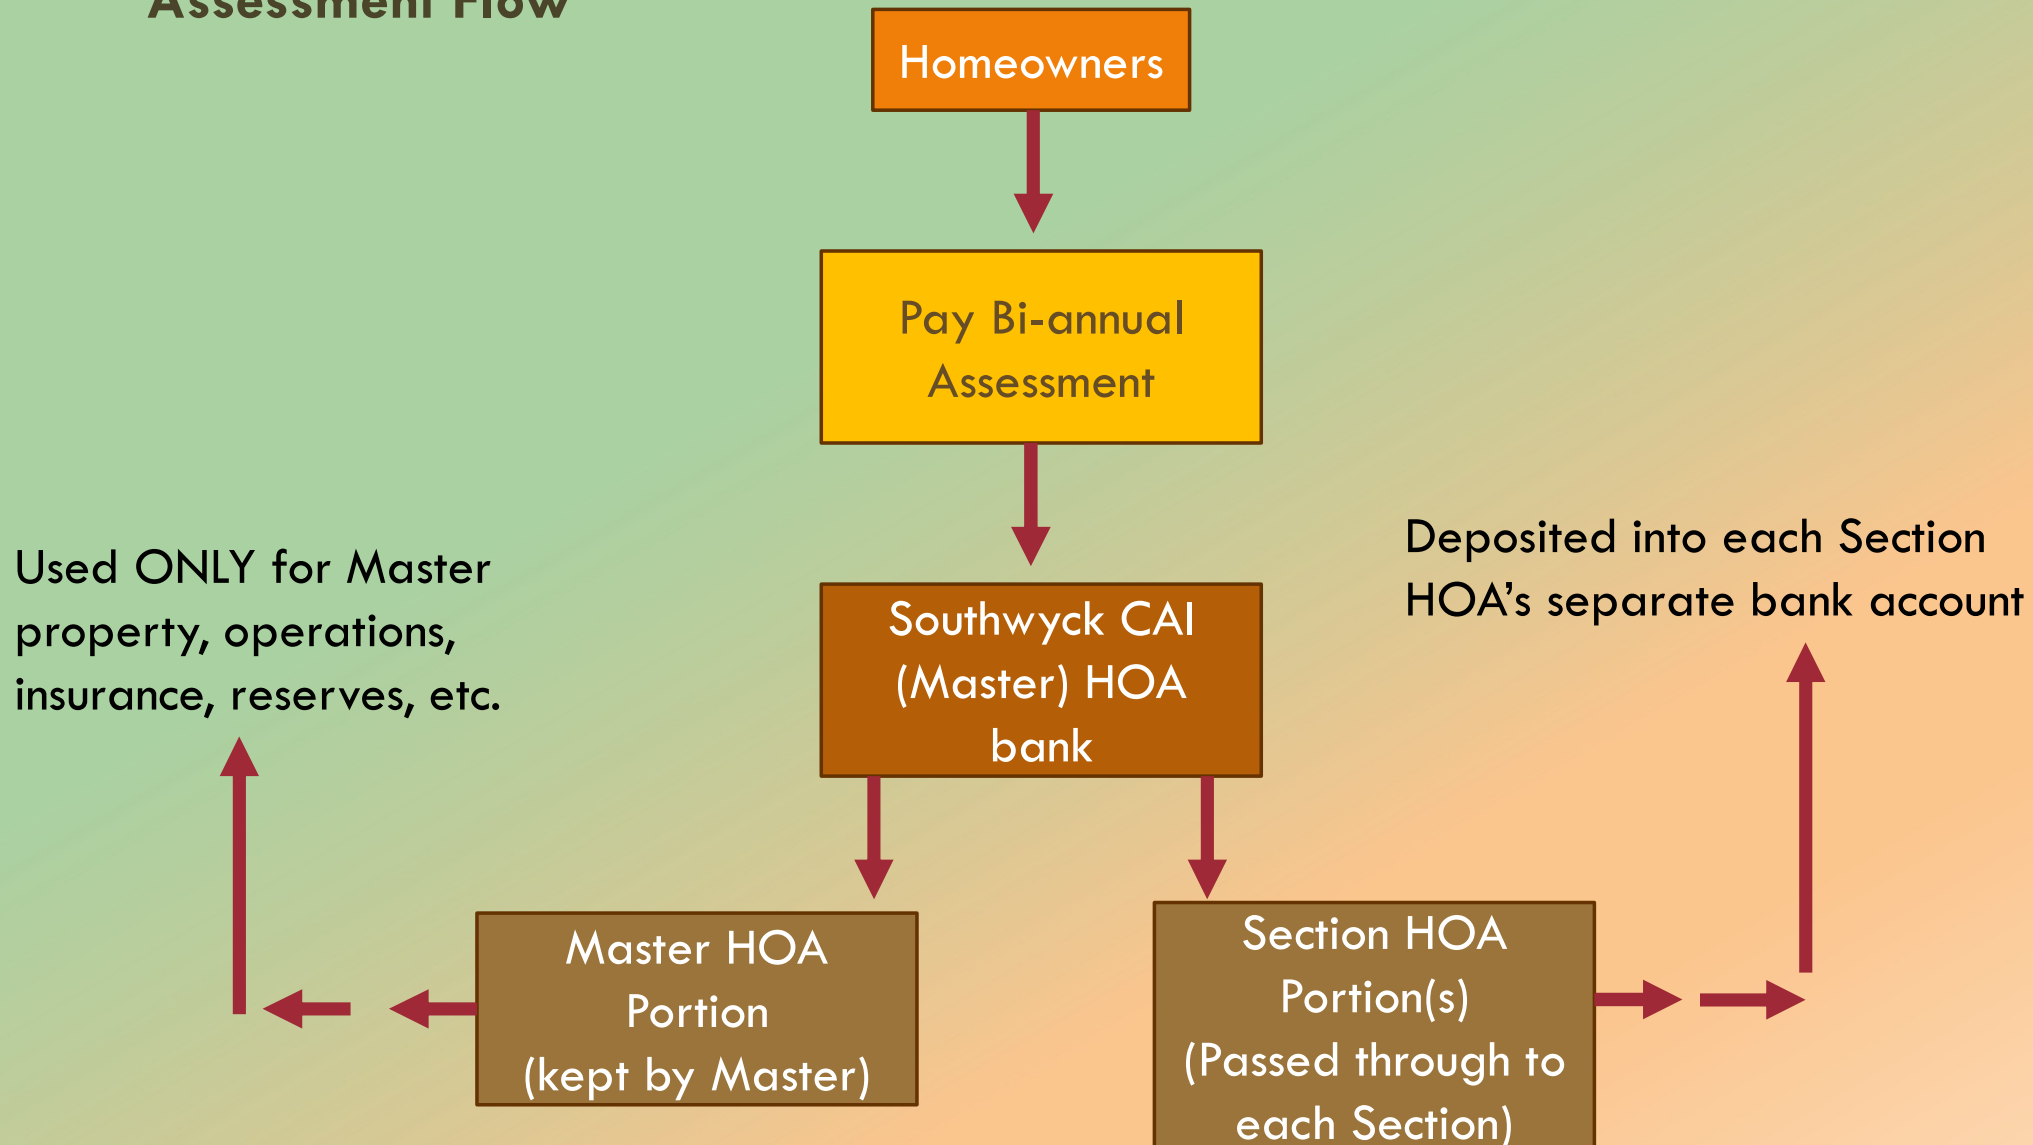 Assessment Flow
Homeowners
Pay Bi-annual
Assessment
Used ONLY for Master
property, operations,
insurance, reserves, etc.
Southwyck CAI
(Master) HOA
bank
Deposited into each Section
HOA’s separate bank account
Master HOA
Portion
(kept by Master)
Section HOA
Portion(s)
(Passed through to
each Section)